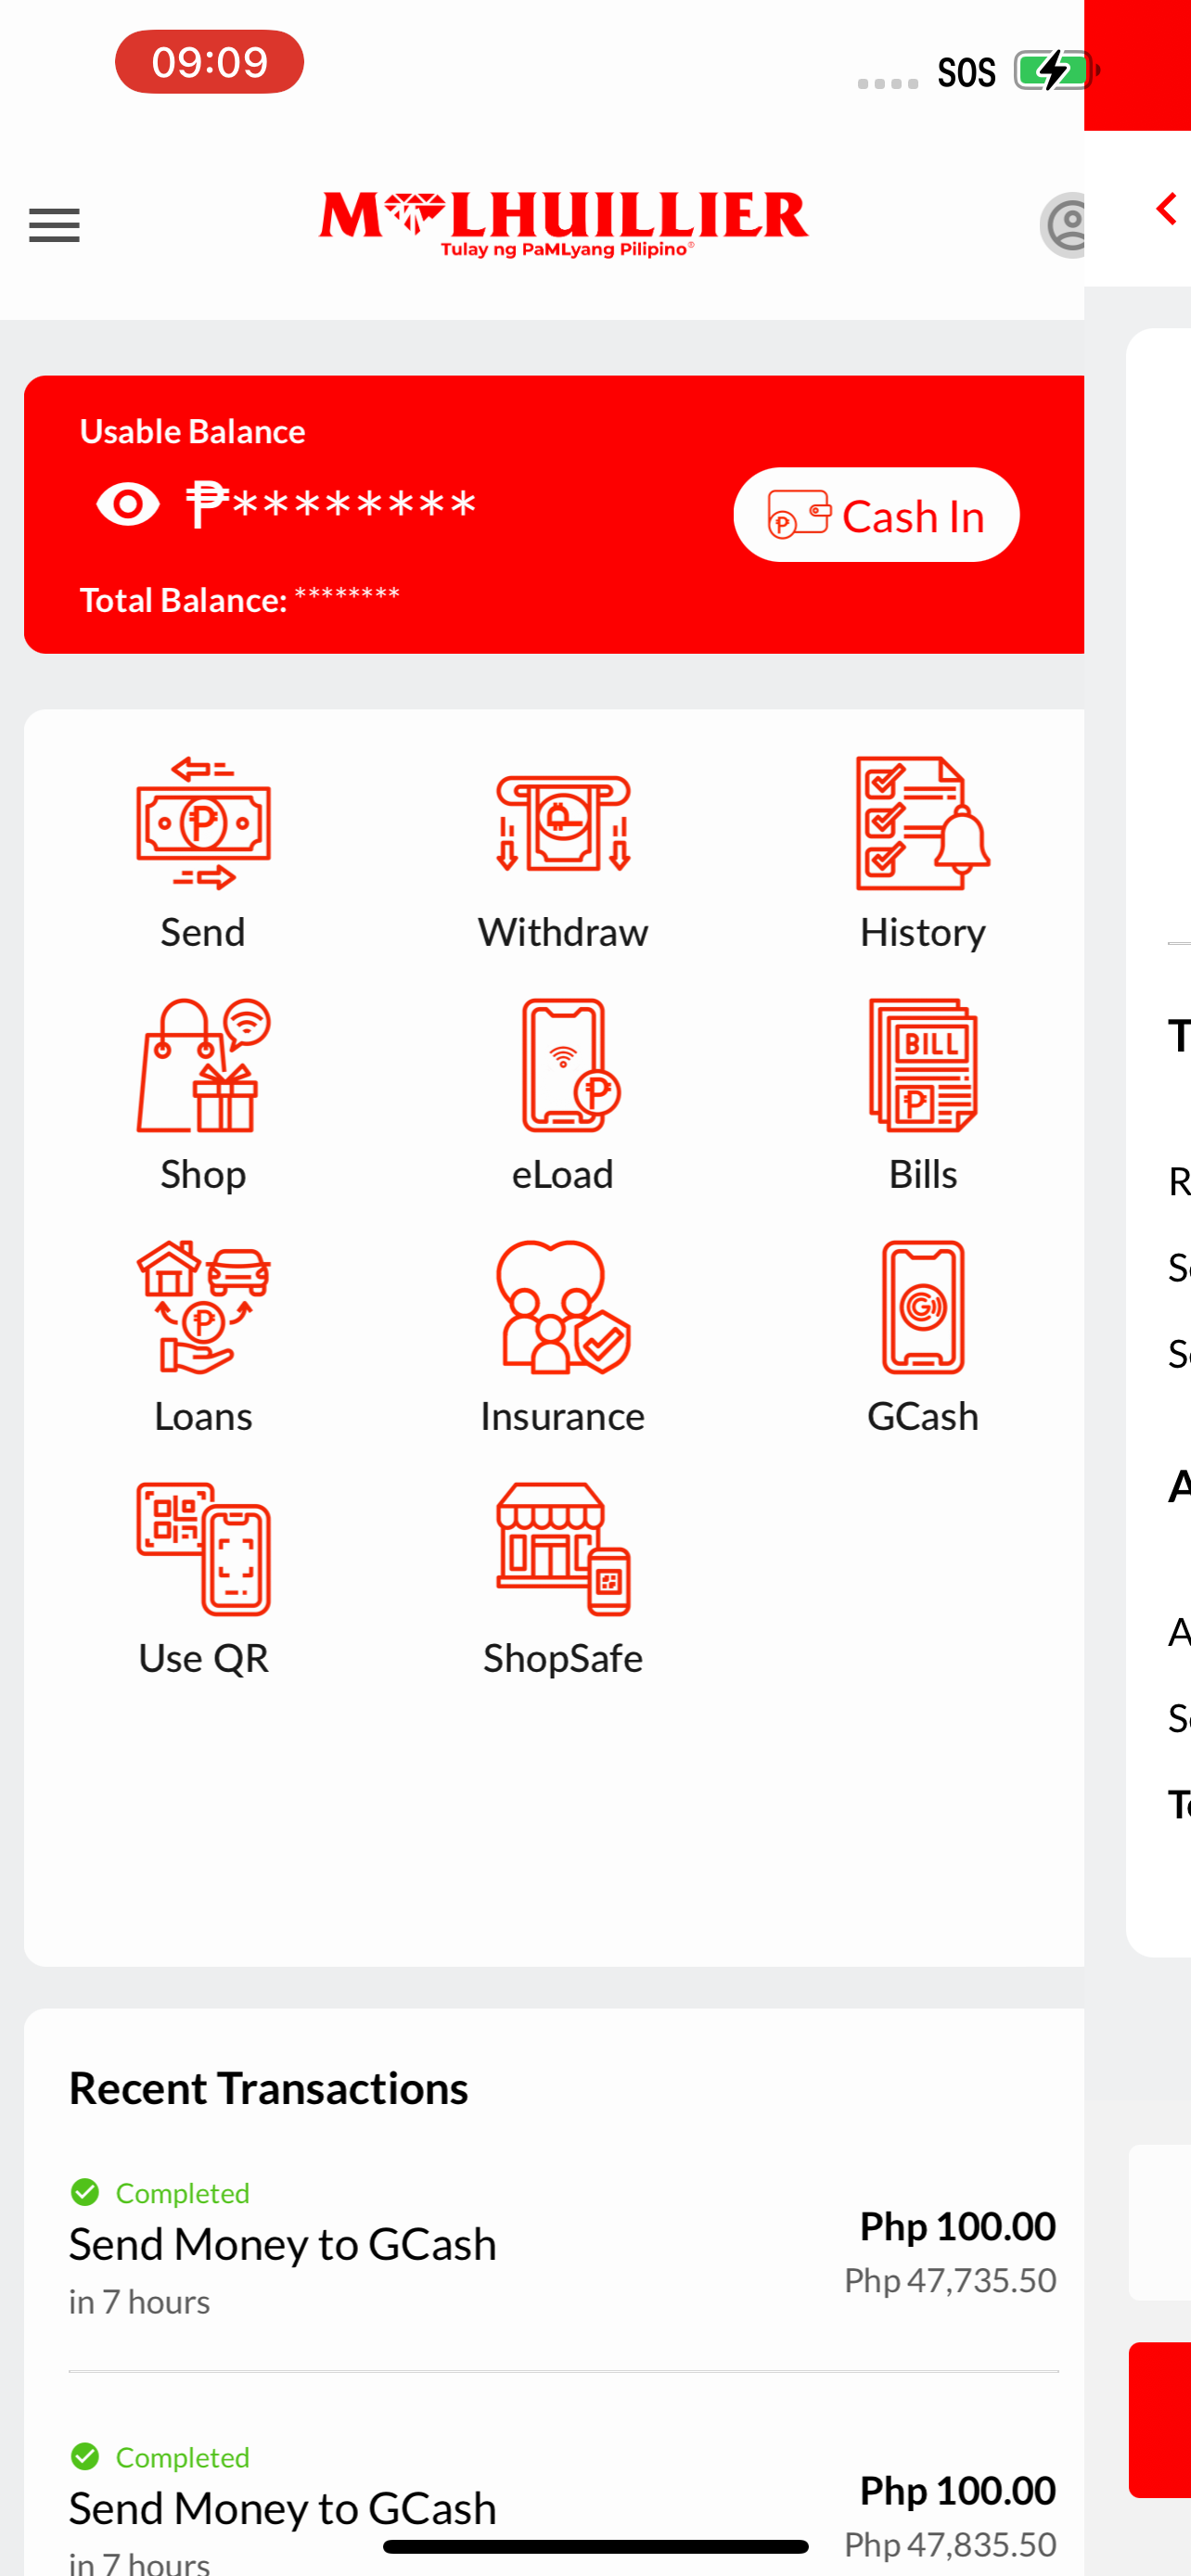 09:09
SOS
MLHUILLIER
Tulay ng PaMLyang Pilipino®
Usable Balance
₱********
Cash In
Total Balance: ********
Send
Withdraw
History
Shop
eLoad
BILL
Bills
Loans
Insurance
GCash
Use QR
ShopSafe
Recent Transactions
Completed
Send Money to GCash
Php 100.00
in 7 hours
Php 47,735.50
Completed
Send Money to GCash
Php 100.00
in 7 hours
Php 47,835.50